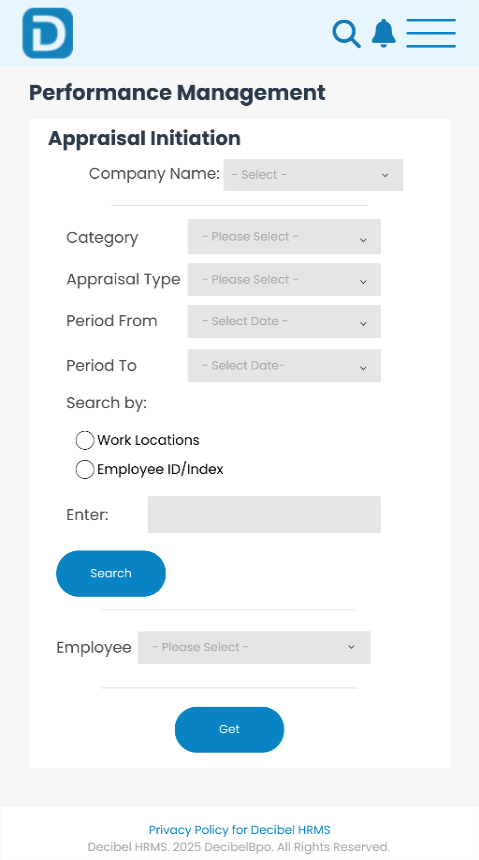 D
Performance Management
Appraisal Initiation
Company Name: - Select -
Category - Please Select -
Appraisal Type - Please Select -
Period From - Select Date -
Period To - Select Date-
Search by:
Work Locations
Employee ID/Index
Enter:
Search
Employee - Please Select -
Get
Privacy Policy for Decibel HRMS
Decibel HRMS. 2025 DecibelBpo. All Rights Reserved.